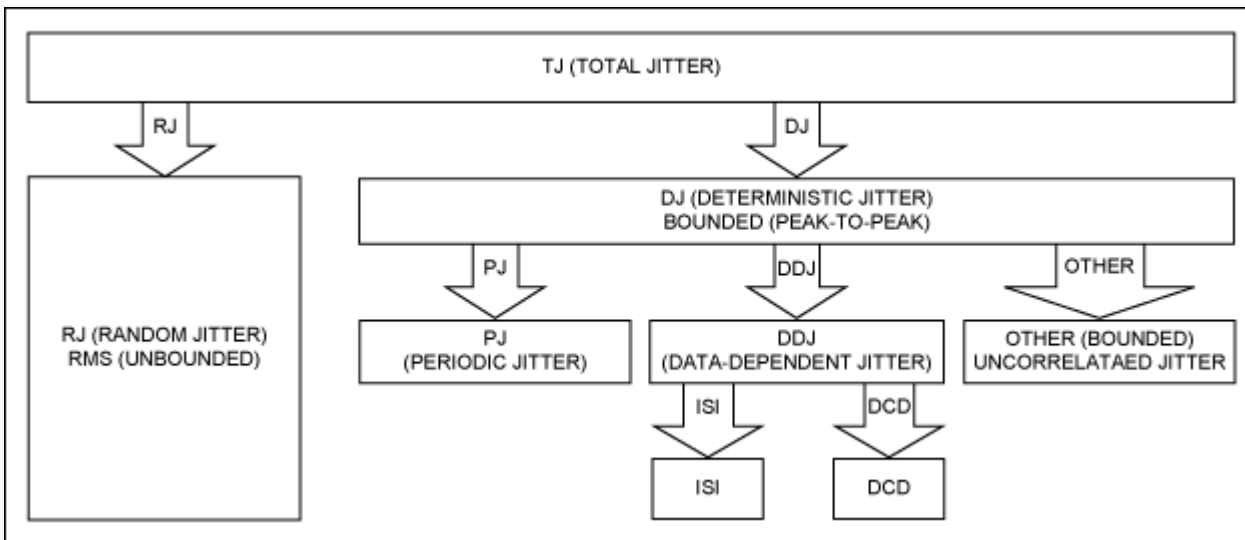 TJ (TOTAL JITTER)
RJ
DJ
DJ (DETERMINISTIC JITTER)
BOUNDED (PEAK-TO-PEAK)
RJ (RANDOM JITTER)
RMS (UNBOUNDED)
PJ
DDJ
OTHER
PJ
(PERIODIC JITTER)
DDJ
(DATA-DEPENDENT JITTER)
OTHER (BOUNDED)
UNCORRELATAED JITTER
ISI
DCD
ISI
DCD